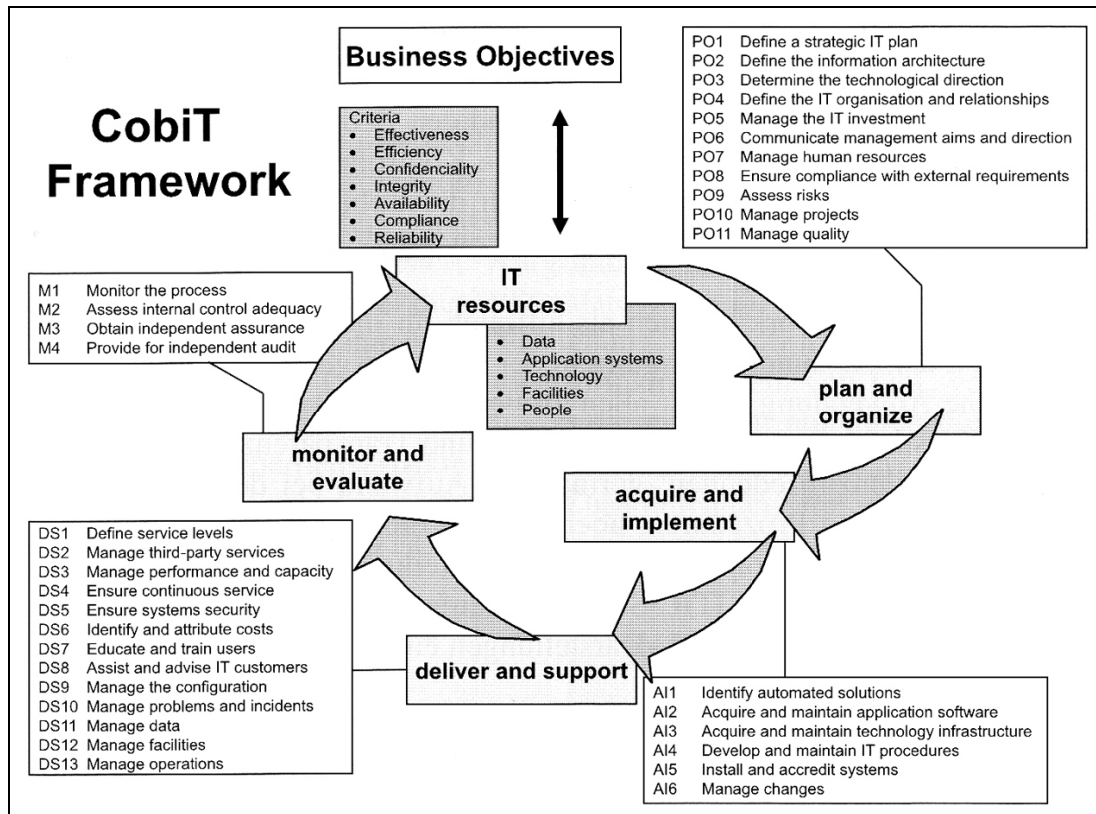 Business Objectives
CobiT
Framework
Criteria
• Effectiveness
• Efficiency
• Confidenciality
• Integrity
• Availability
• Compliance
• Reliability
PO1 Define a strategic IT plan
PO2 Define the information architecture
PO3 Determine the technological direction
PO4 Define the IT organisation and relationships
PO5 Manage the IT investment
PO6 Communicate management aims and direction
PO7 Manage human resources
PO8 Ensure compliance with external requirements
PO9 Assess risks
PO10 Manage projects
PO11 Manage quality
IT
resources
• Data
• Application systems
• Technology
• Facilities
• People
M1 Monitor the process
M2 Assess internal control adequacy
M3 Obtain independent assurance
M4 Provide for independent audit
plan and
organize
monitor and
evaluate
acquire and
implement
DS1 Define service levels
DS2 Manage third-party services
DS3 Manage performance and capacity
DS4 Ensure continuous service
DS5 Ensure systems security
DS6 Identify and attribute costs
DS7 Educate and train users
DS8 Assist and advise IT customers
DS9 Manage the configuration
DS10 Manage problems and incidents
DS11 Manage data
DS12 Manage facilities
DS13 Manage operations
deliver and support
AI1 Identify automated solutions
AI2 Acquire and maintain application software
AI3 Acquire and maintain technology infrastructure
AI4 Develop and maintain IT procedures
AI5 Install and accredit systems
AI6 Manage changes